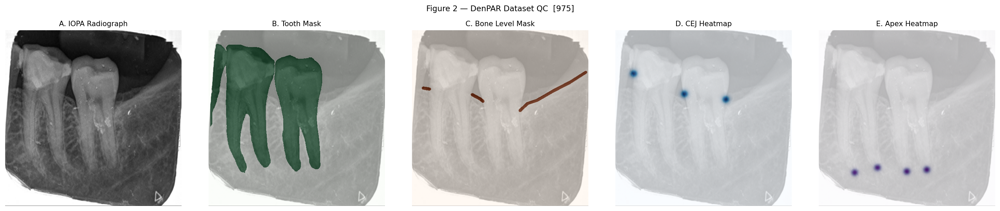 Figure 2 — DenPAR Dataset QC  [975]
A. IOPA Radiograph
B. Tooth Mask
C. Bone Level Mask
D. CEJ Heatmap
E. Apex Heatmap